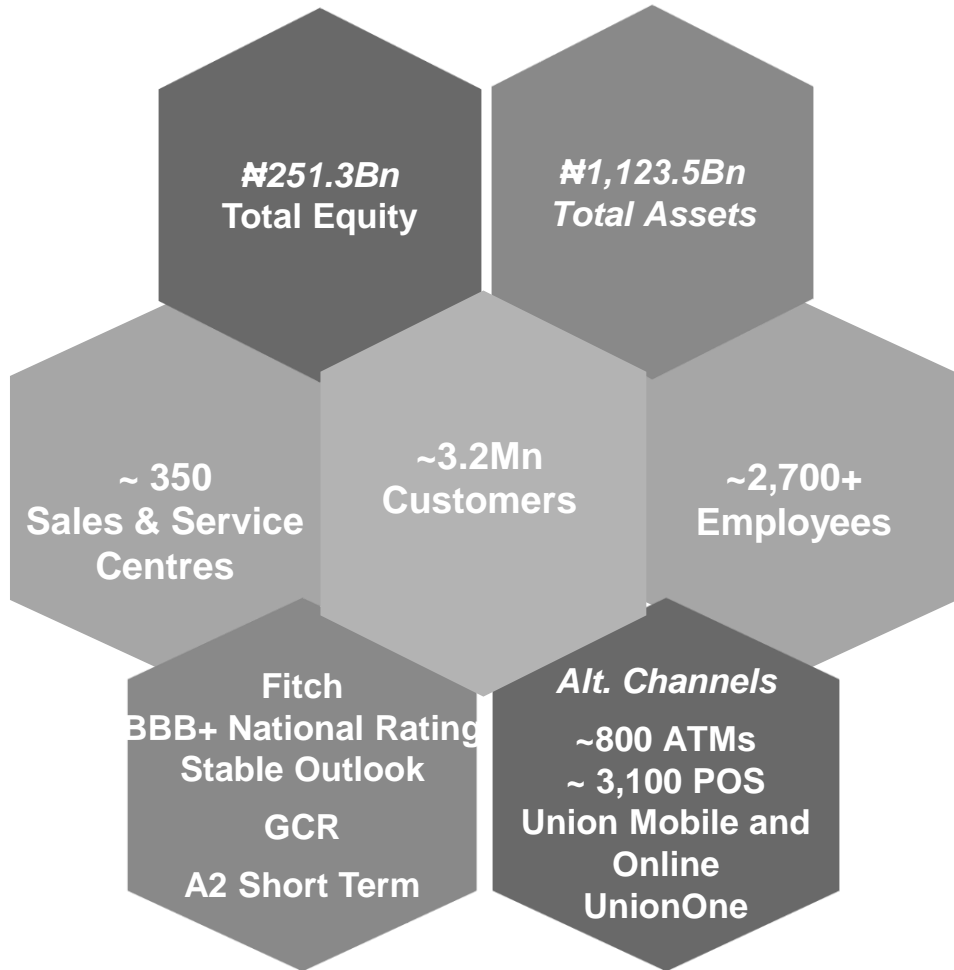 ₦251.3Bn
Total Equity
₦1,123.5Bn
Total Assets
~ 350
Sales & Service
Centres
~3.2Mn
Customers
~2,700+
Employees
Fitch
BBB+ National Rating
Stable Outlook
GCR
A2 Short Term
Alt. Channels
~800 ATMs
~ 3,100 POS
Union Mobile and
Online
UnionOne